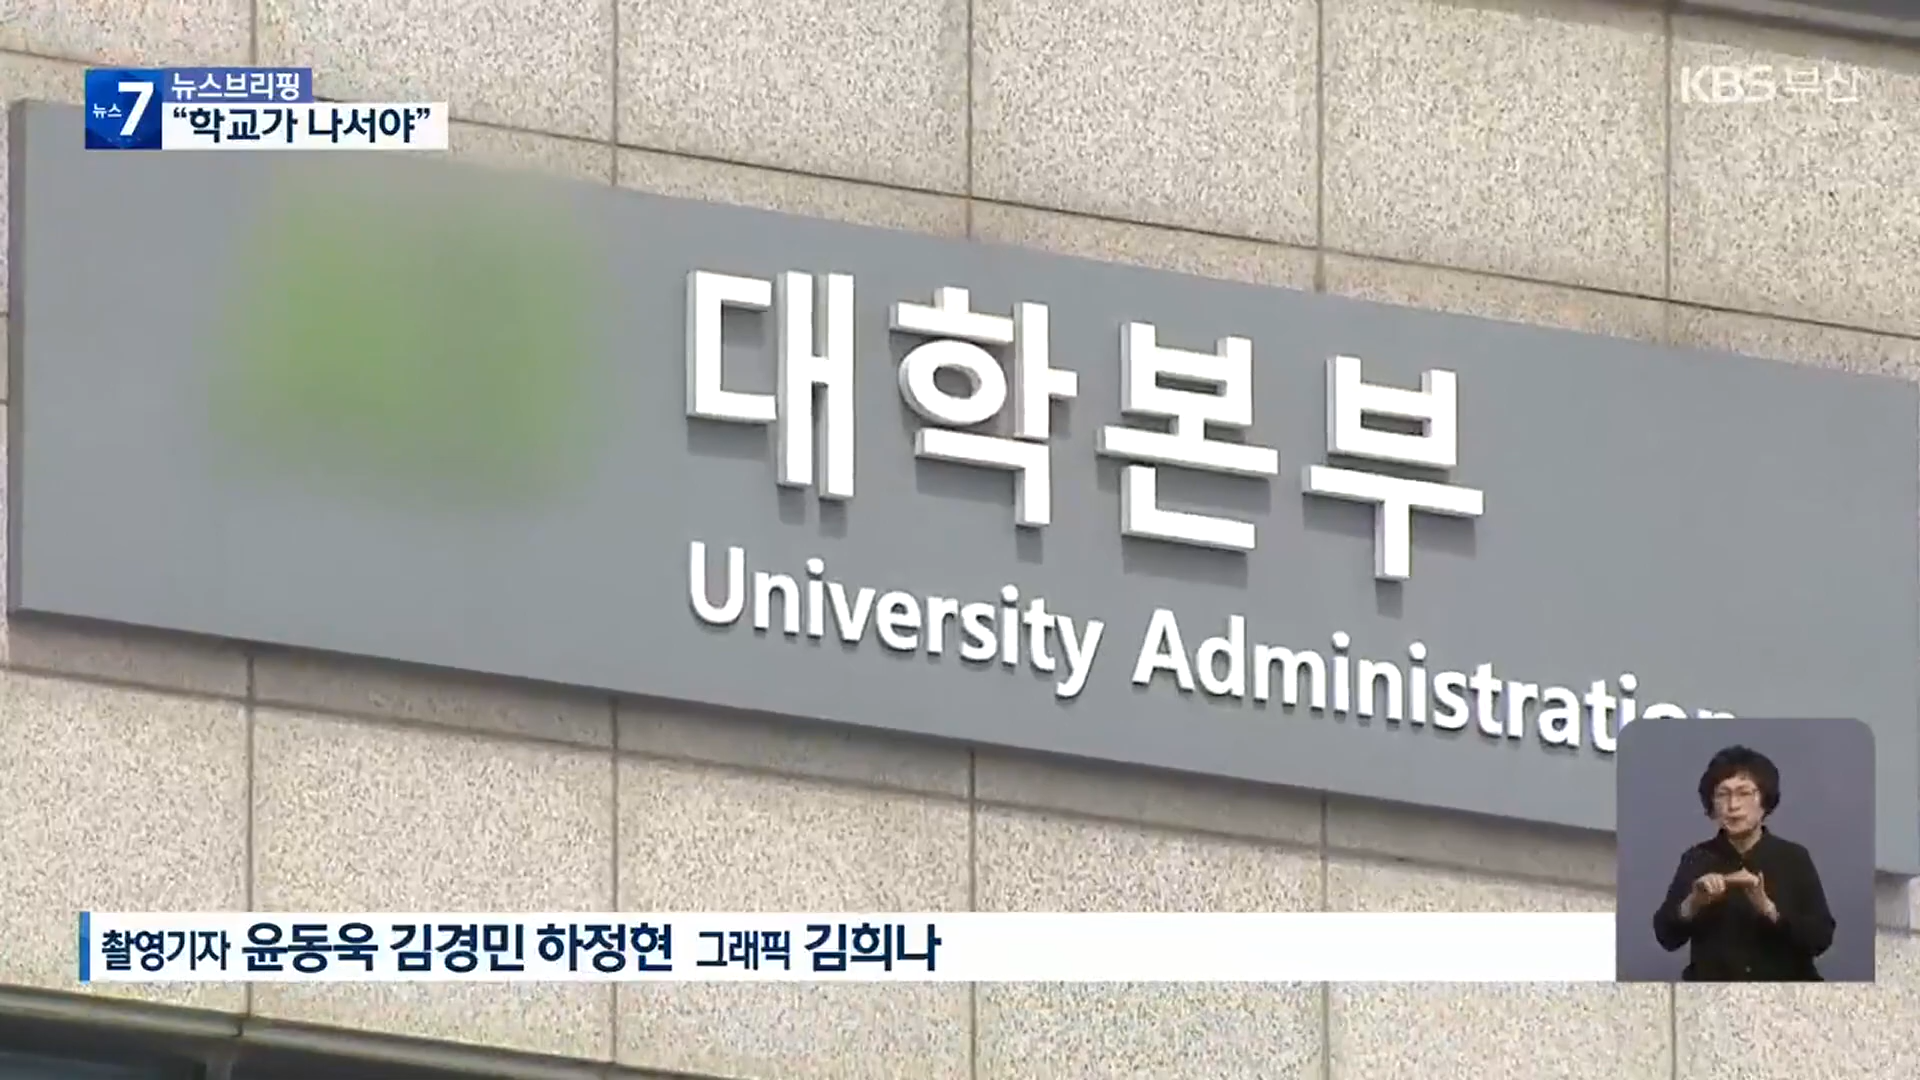 뉴스7
뉴스브리핑
“학교가 나서야”
KBS 부산
대학본부
University Administration
촬영기자 윤동욱 김경민 하정현 그래픽 김희나